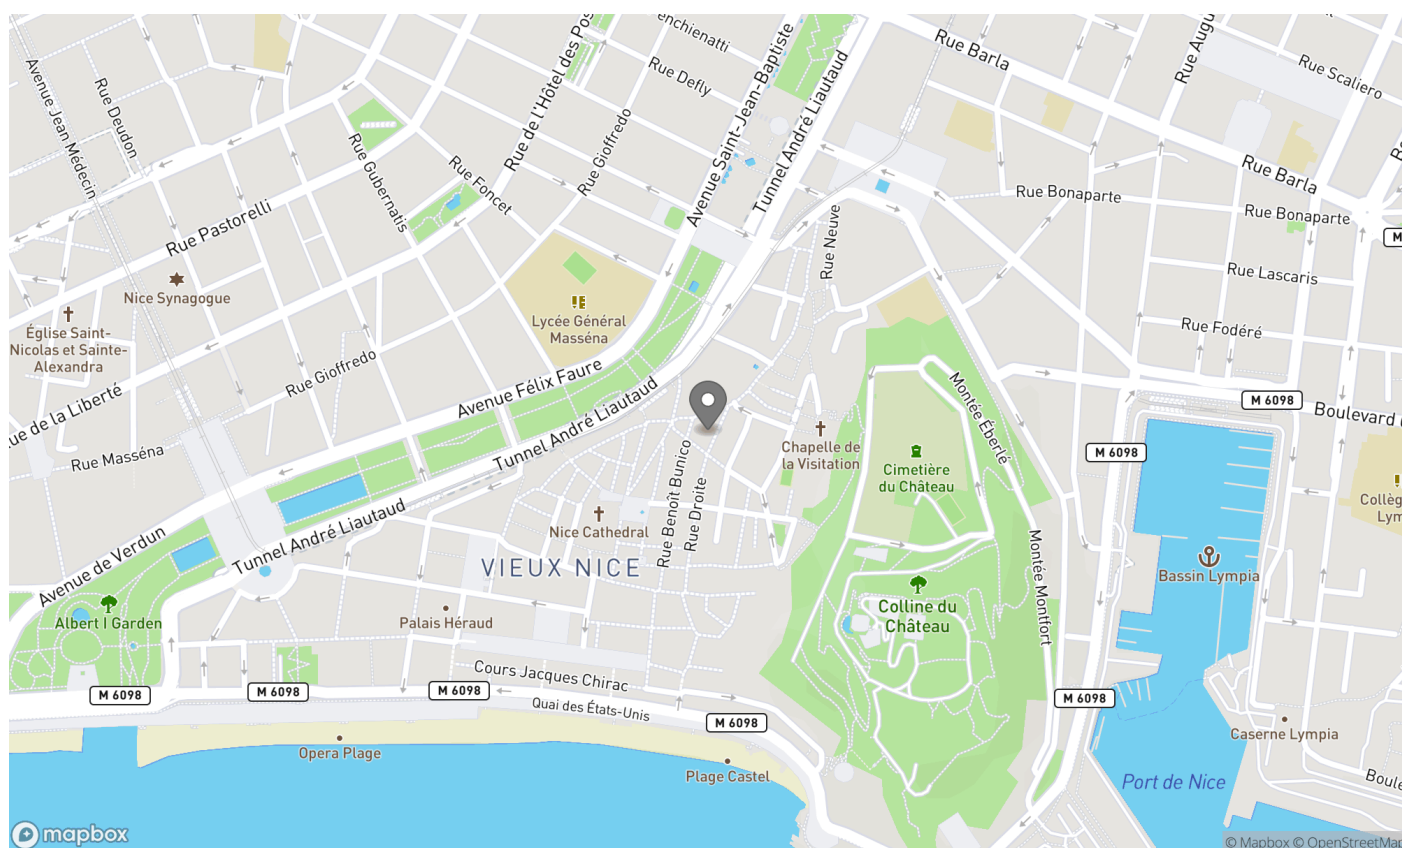 enchienatti
Rue Defly
Rue de l'Hôtel des Pos
Avenue Saint-Jean-Baptiste
Tunnel André Liautaud
Rue Barla
Rue Augu
Rue Scaliero
Avenue Jean Médecin
Rue Deudon
Rue Gubernatis
Rue Foncet
Rue Gioffredo
Rue Barla
Rue Bonaparte
Rue Bonaparte
Rue Pastorelli
Rue Neuve
M
Nice Synagogue
Rue Lascaris
Lycée Général
Masséna
Rue Fodéré
Église Saint-
Nicolas et Sainte-
Alexandra
Rue Gioffredo
Avenue Félix Faure
Tunnel André Liautaud
Montée Éberlé
M 6098
Boulevard
ue de la Liberté
Rue Masséna
Chapelle de
la Visitation
Cimetière
du Château
M 6098
Rue Benoît Bunico
Rue Droite
Collèg
Lym
Nice Cathedral
Tunnel André Liautaud
Avenue de Verdun
VIEUX NICE
Montée Montfort
Bassin Lympia
Albert I Garden
Palais Héraud
Colline du
Château
Cours Jacques Chirac
M 6098
M 6098
M 6098
M 6098
M 6098
Quai des États-Unis
Opera Plage
Plage Castel
Caserne Lympia
Port de Nice
Boule
mapbox
© Mapbox © OpenStreetMap